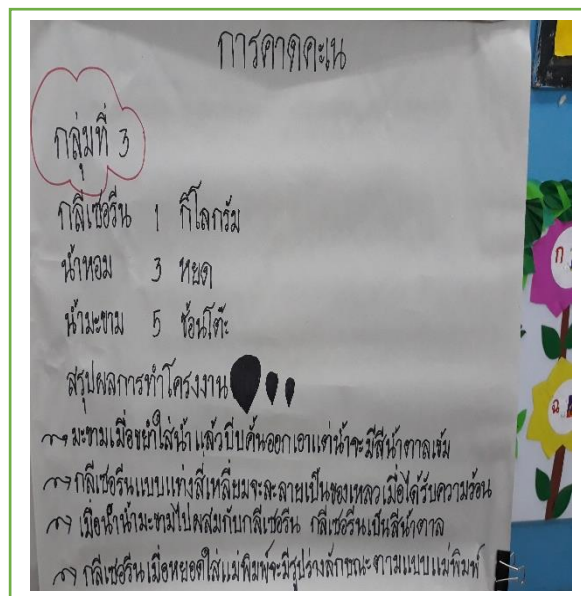 การคาดคะเน
กลุ่มที่ 3
กลีเซอรีน 1 กิโลกรัม
น้ำหอม 3 หยด
น้ำมะขาม 5 ช้อนโต๊ะ
สรุปผลการทำโครงงาน
มะขามเมื่อขยำใส่น้ำแล้วบีบคั้นออกเอาแต่น้ำจะมีสีน้ำตาลเข้ม
กลีเซอรีนแบบแท่งสี่เหลี่ยมจะละลายเป็นของเหลวเมื่อได้รับความร้อน
เมื่อนำน้ำมะขามไปผสมกับกลีเซอรีน กลีเซอรีนเป็นสีน้ำตาล
กลีเซอรีนเมื่อหยอดใส่แม่พิมพ์จะมีรูปร่างลักษณะตามแบบแม่พิมพ์
ก
ฉ